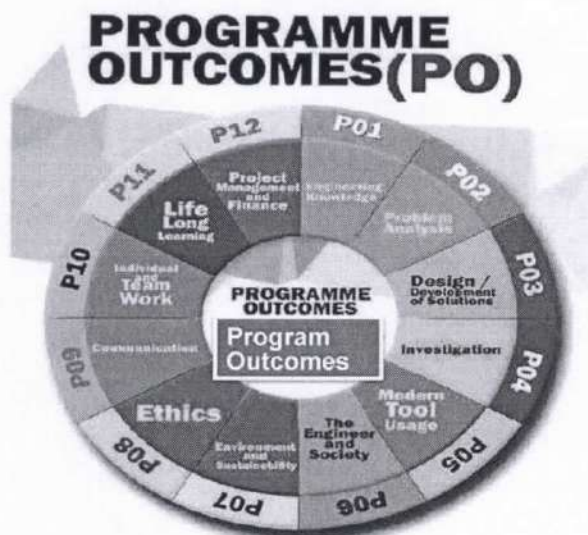 PROGRAMME
OUTCOMES(PO)
P01
Engineering
Knowledge
P02
Problem
Analysis
P03
Design /
Development
of Solutions
P04
Investigation
P05
Modern
Tool
Usage
P06
The
Engineer
and
Society
P07
Environment
and
Sustainability
P08
Ethics
P09
Communication
P10
Individual
and
Team
Work
P11
Life
Long
Learning
P12
Project
Management
and
Finance
PROGRAMME
OUTCOMES
Program
Outcomes